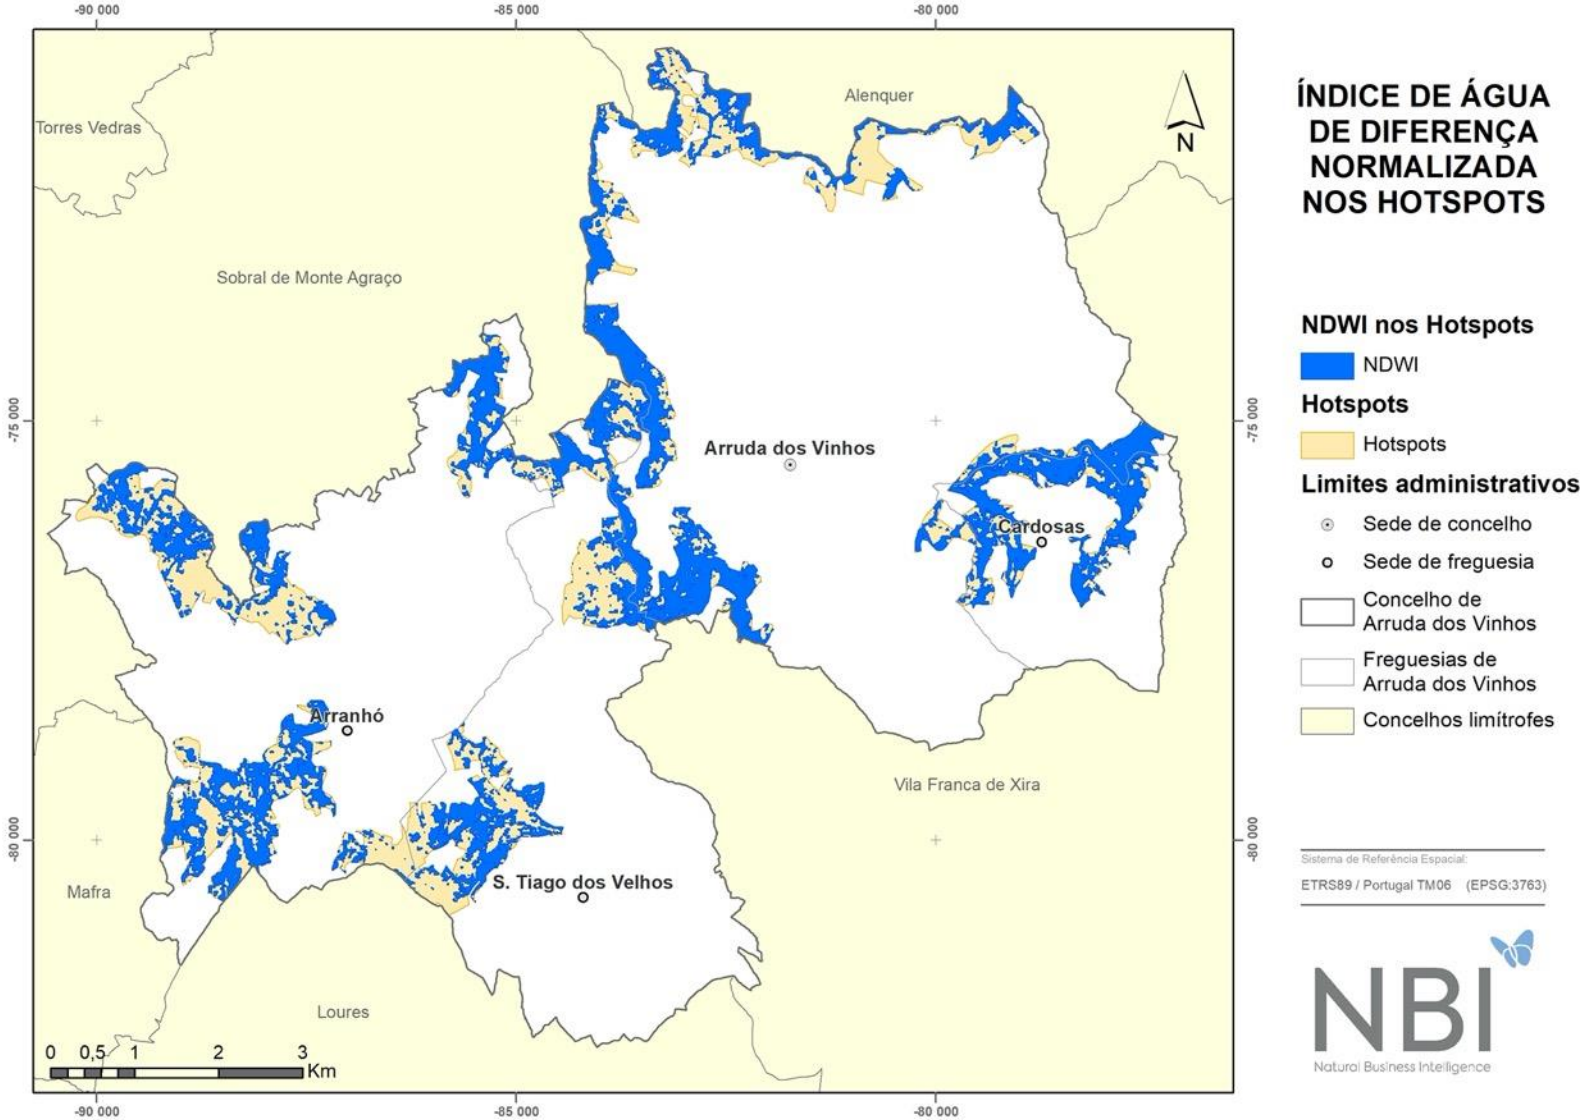 -90 000
-85 000
-80 000
Torres Vedras
Alenquer
N
Sobral de Monte Agraço
-75 000
-75 000
Arruda dos Vinhos
Cardosas
Arranhó
Vila Franca de Xira
-80 000
-80 000
S. Tiago dos Velhos
Mafra
Loures
0 0,5 1 2 3
Km
-90 000
-85 000
-80 000
ÍNDICE DE ÁGUA
DE DIFERENÇA
NORMALIZADA
NOS HOTSPOTS
NDWI nos Hotspots
NDWI
Hotspots
Hotspots
Limites administrativos
Sede de concelho
Sede de freguesia
Concelho de
Arruda dos Vinhos
Freguesias de
Arruda dos Vinhos
Concelhos limítrofes
Sistema de Referência Espacial:
ETRS89 / Portugal TM06 (EPSG:3763)
NBI
Natural Business Intelligence